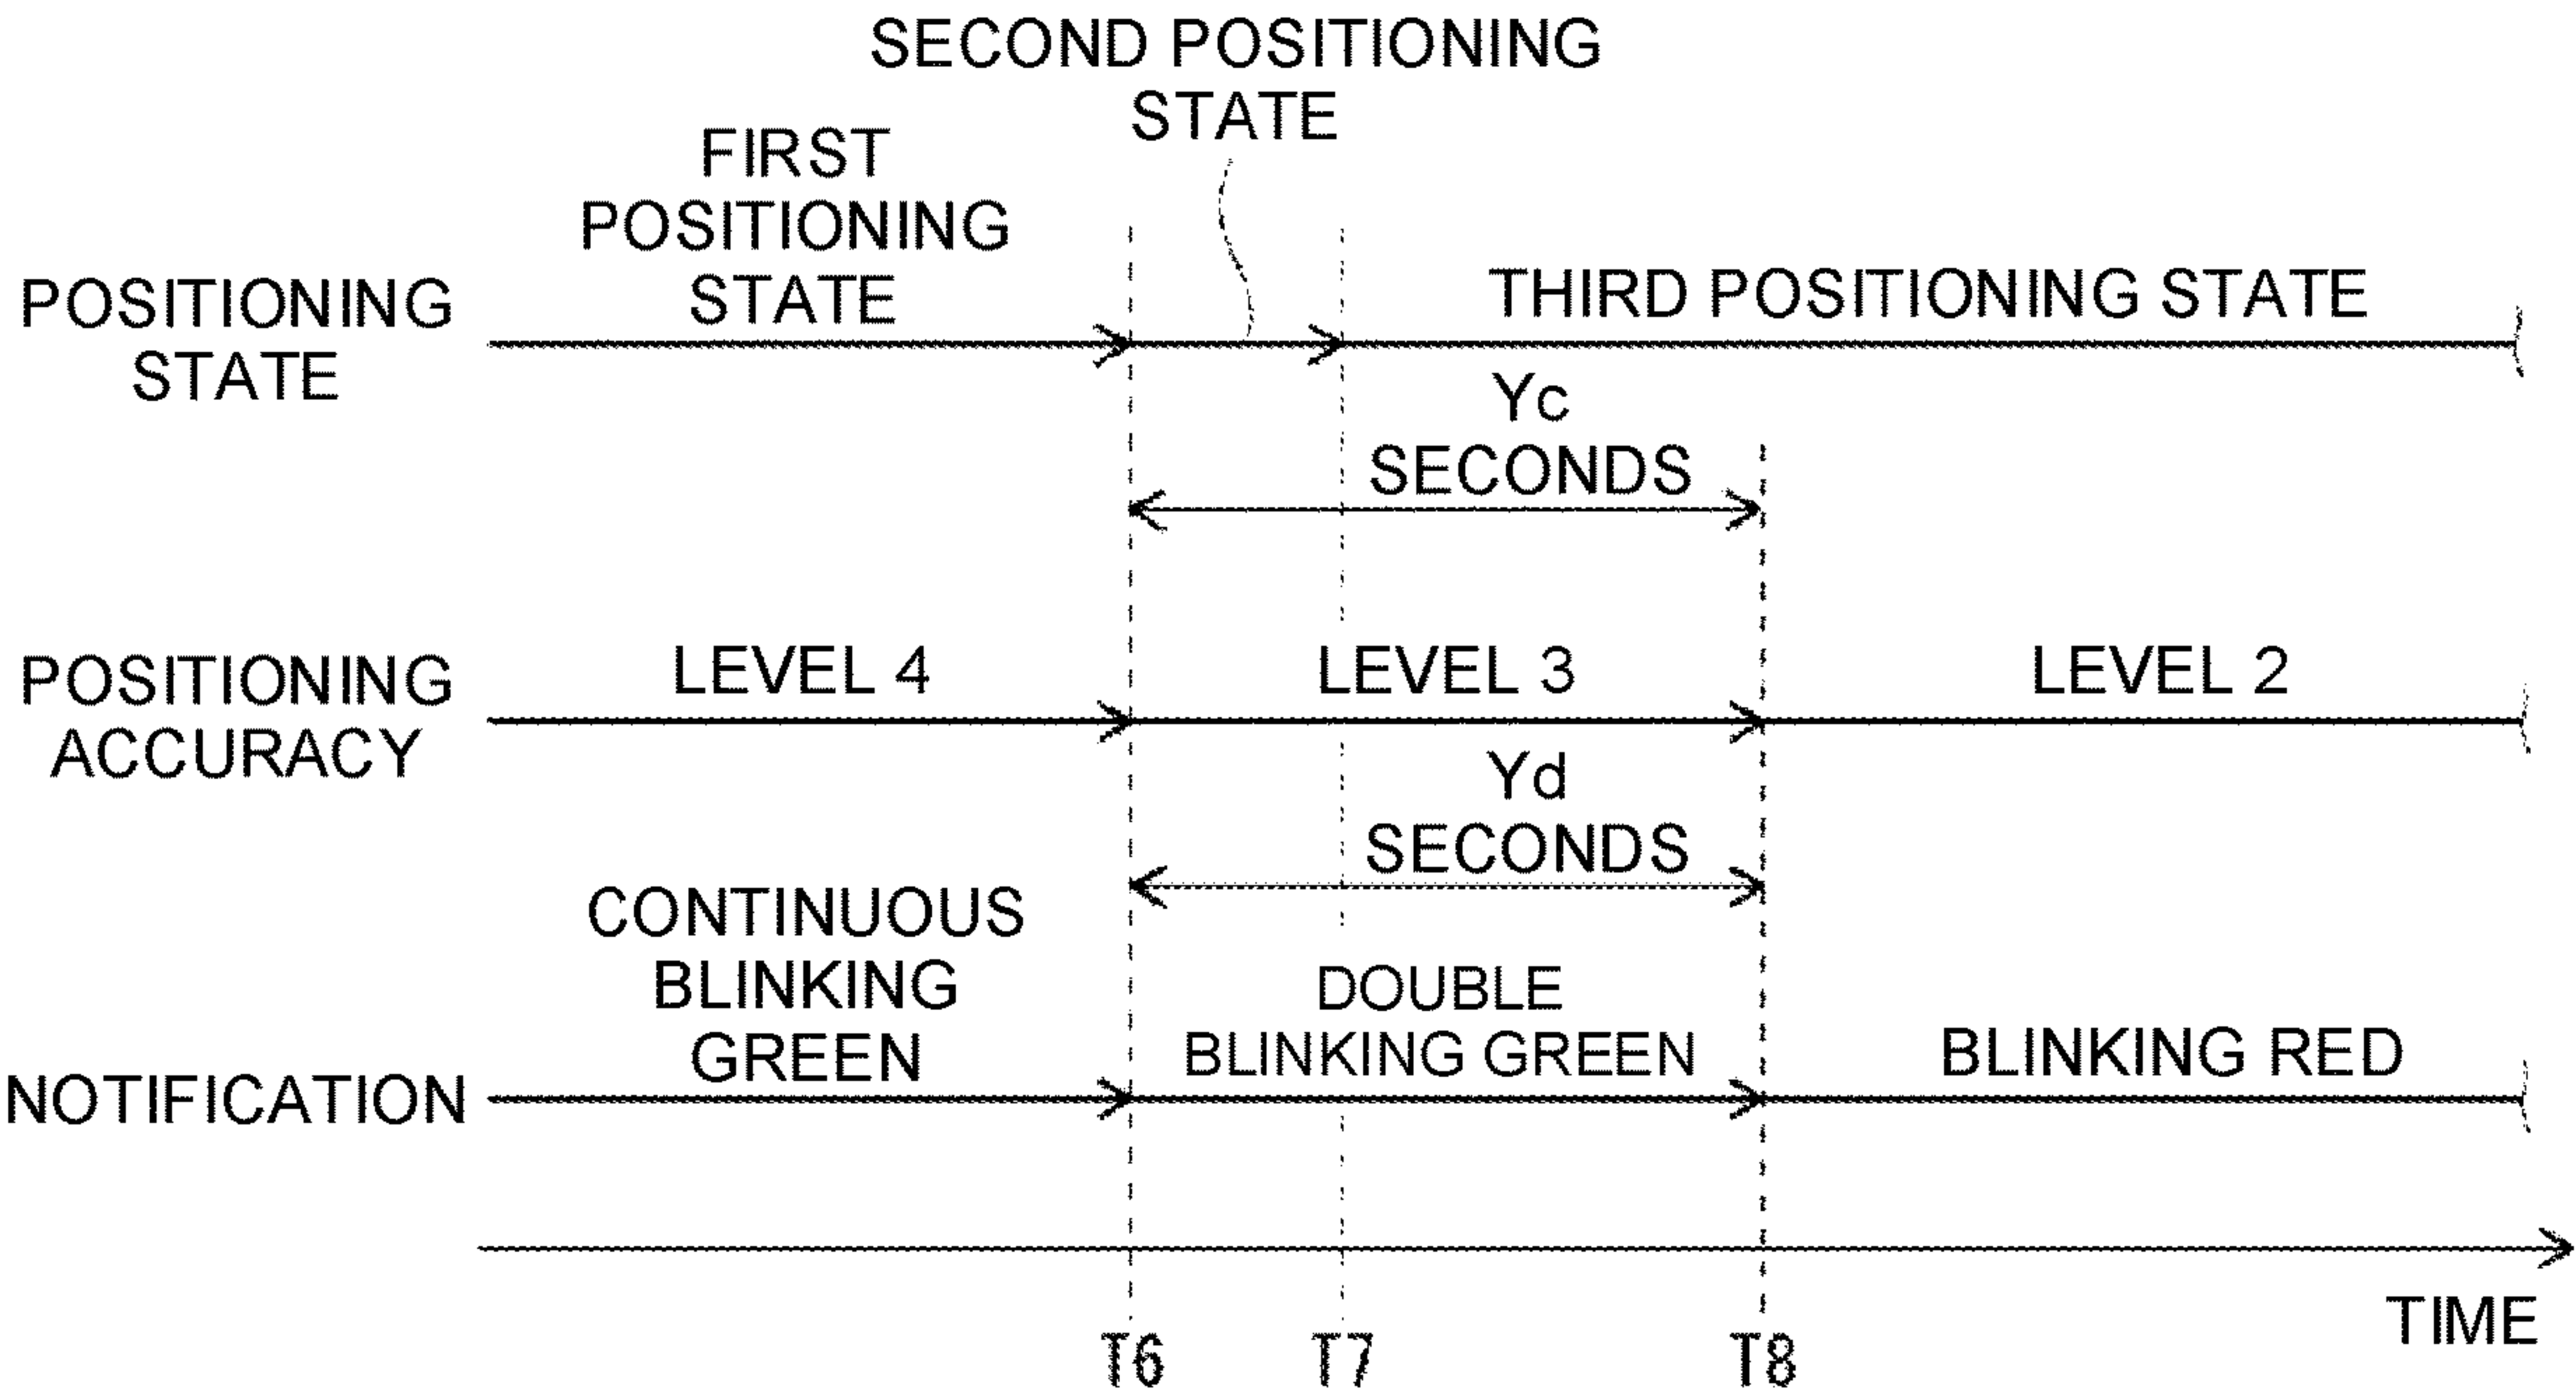 SECOND POSITIONING
STATE
FIRST
POSITIONING
STATE
POSITIONING
STATE
THIRD POSITIONING STATE
Yc
SECONDS
POSITIONING
ACCURACY
LEVEL 4
LEVEL 3
LEVEL 2
Yd
SECONDS
NOTIFICATION
CONTINUOUS
BLINKING
GREEN
DOUBLE
BLINKING GREEN
BLINKING RED
TIME
T6
T7
T8